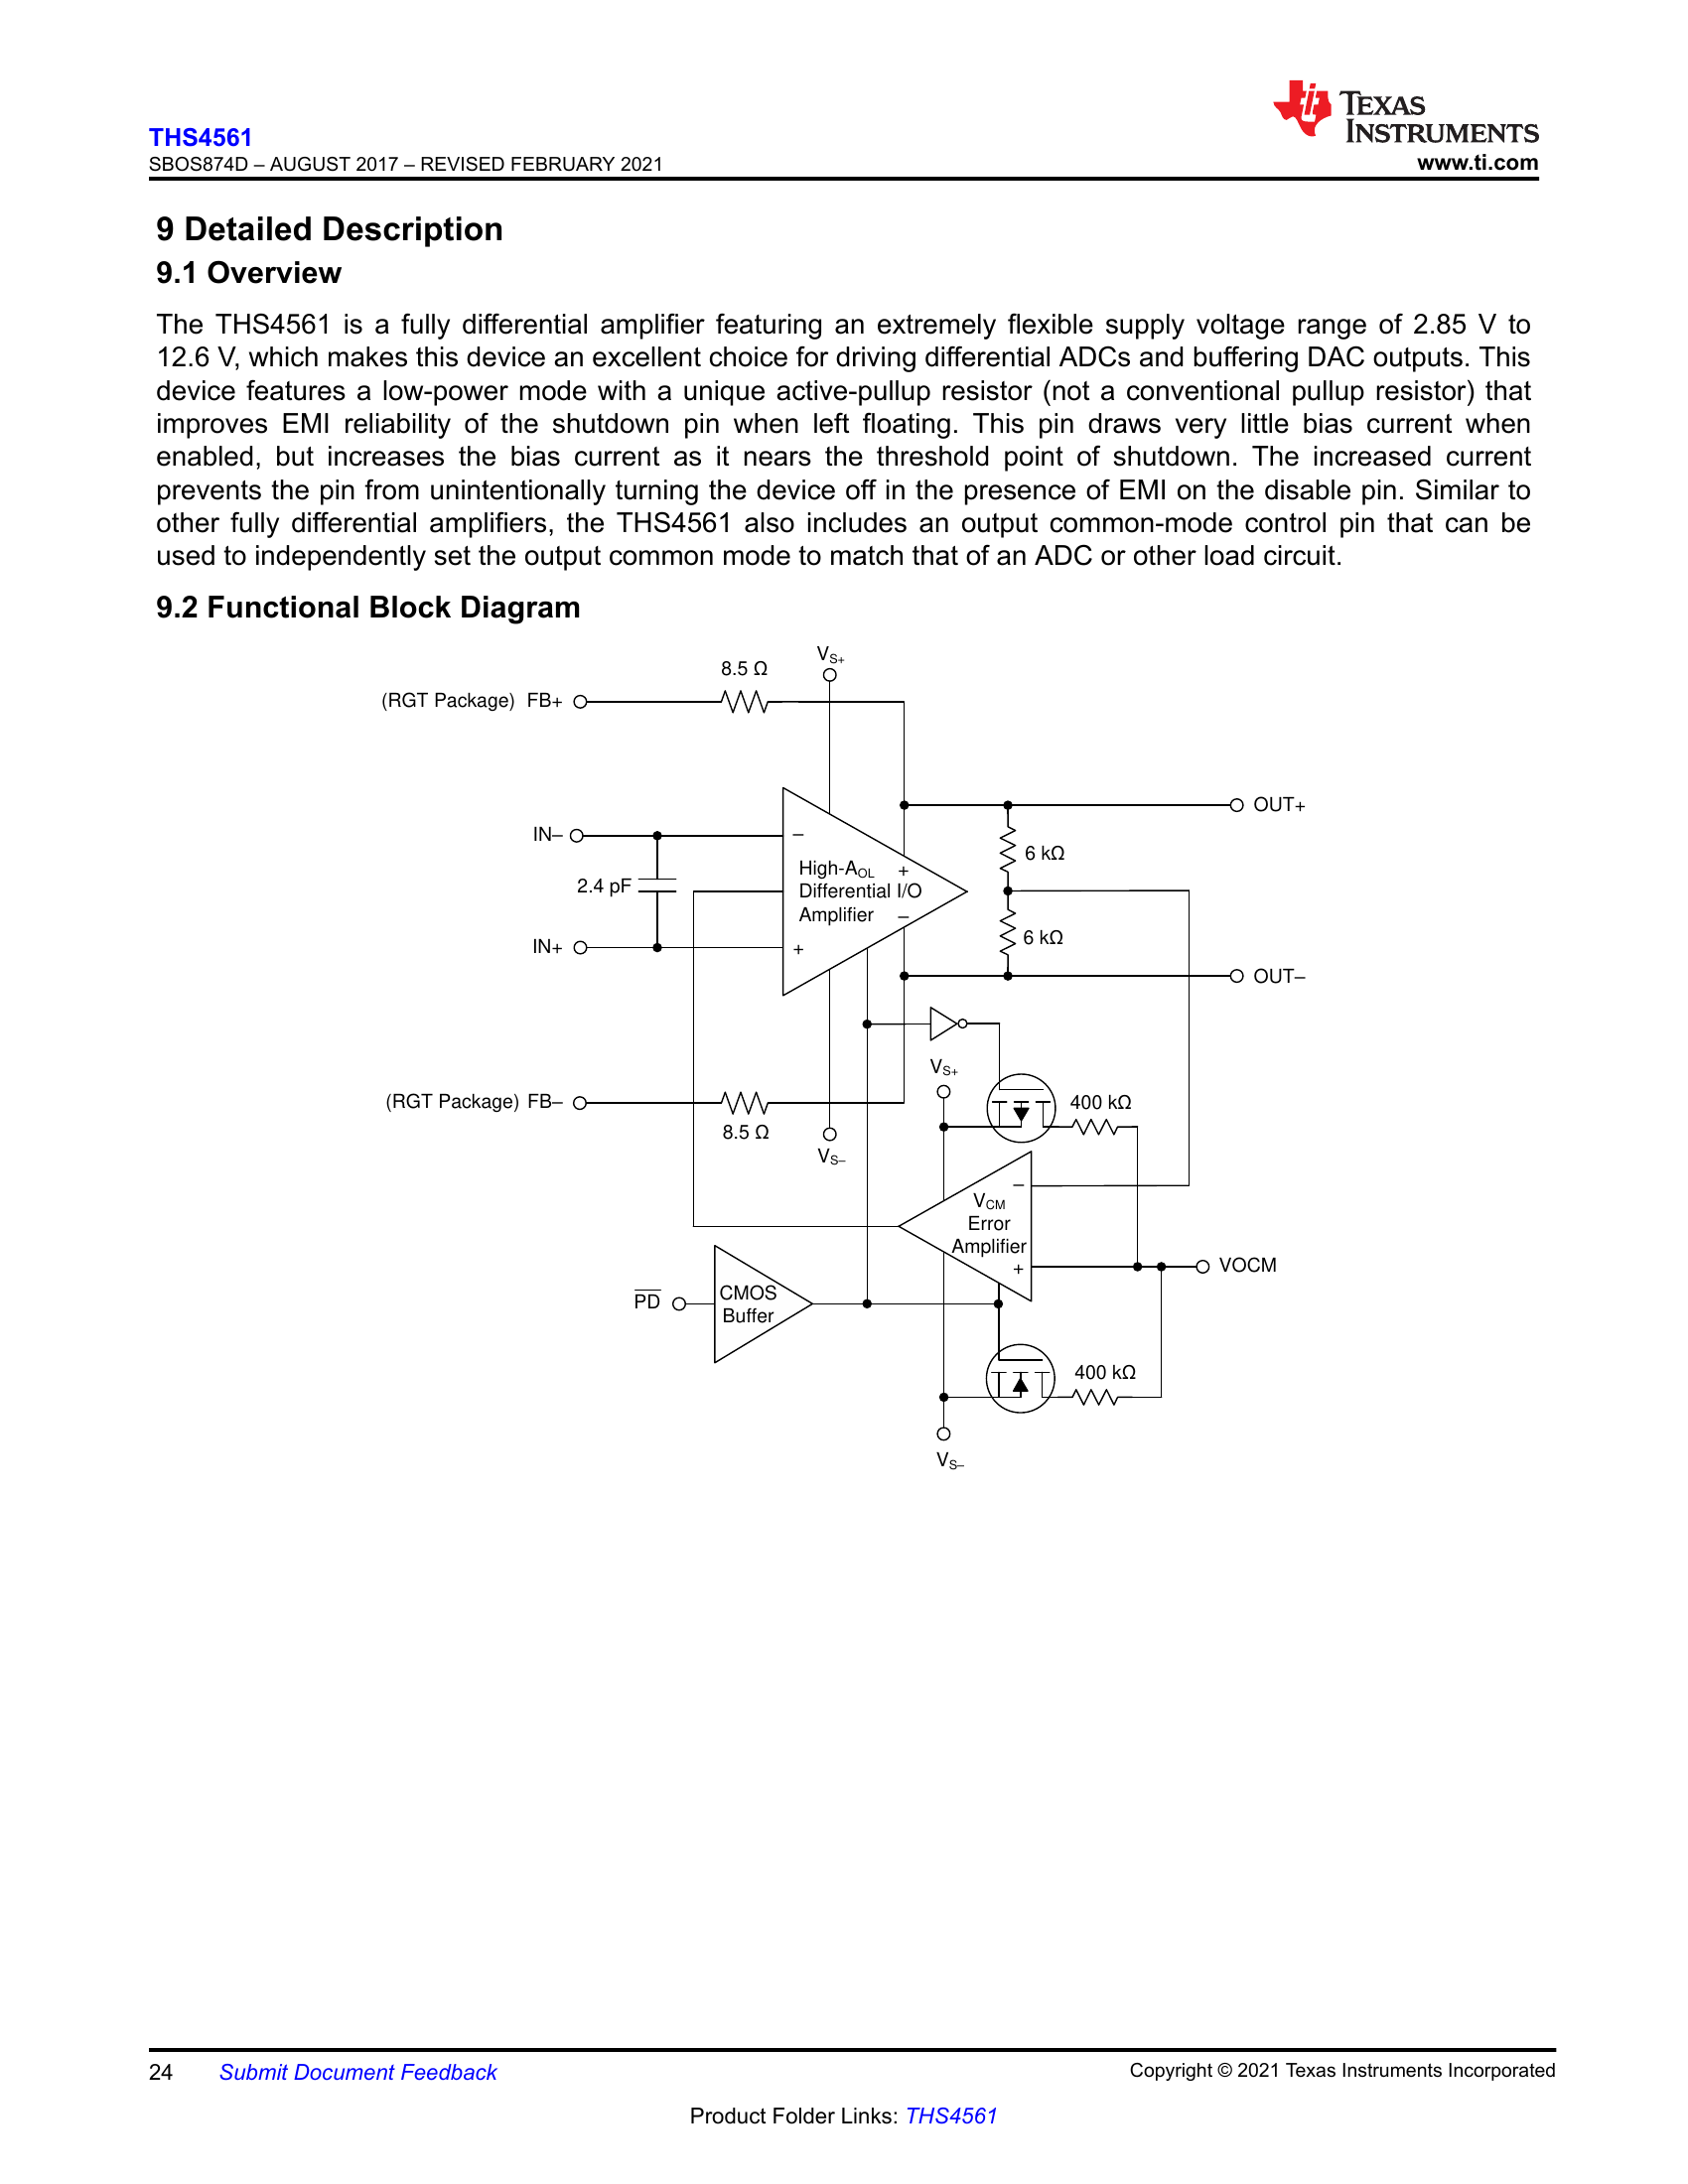 TEXAS
INSTRUMENTS
THS4561
SBOS874D – AUGUST 2017 – REVISED FEBRUARY 2021
www.ti.com
9 Detailed Description
9.1 Overview
The THS4561 is a fully differential amplifier featuring an extremely flexible supply voltage range of 2.85 V to
12.6 V, which makes this device an excellent choice for driving differential ADCs and buffering DAC outputs. This
device features a low-power mode with a unique active-pullup resistor (not a conventional pullup resistor) that
improves EMI reliability of the shutdown pin when left floating. This pin draws very little bias current when
enabled, but increases the bias current as it nears the threshold point of shutdown. The increased current
prevents the pin from unintentionally turning the device off in the presence of EMI on the disable pin. Similar to
other fully differential amplifiers, the THS4561 also includes an output common-mode control pin that can be
used to independently set the output common mode to match that of an ADC or other load circuit.
9.2 Functional Block Diagram
VS+
8.5 Ω
(RGT Package) FB+
OUT+
IN–
–
6 kΩ
High-AOL
+
2.4 pF
Differential I/O
Amplifier
–
6 kΩ
IN+
+
OUT–
VS+
(RGT Package) FB–
400 kΩ
8.5 Ω
VS–
–
VCM
Error
Amplifier
+
VOCM
PD
CMOS
Buffer
400 kΩ
VS–
24
Submit Document Feedback
Copyright © 2021 Texas Instruments Incorporated
Product Folder Links: THS4561